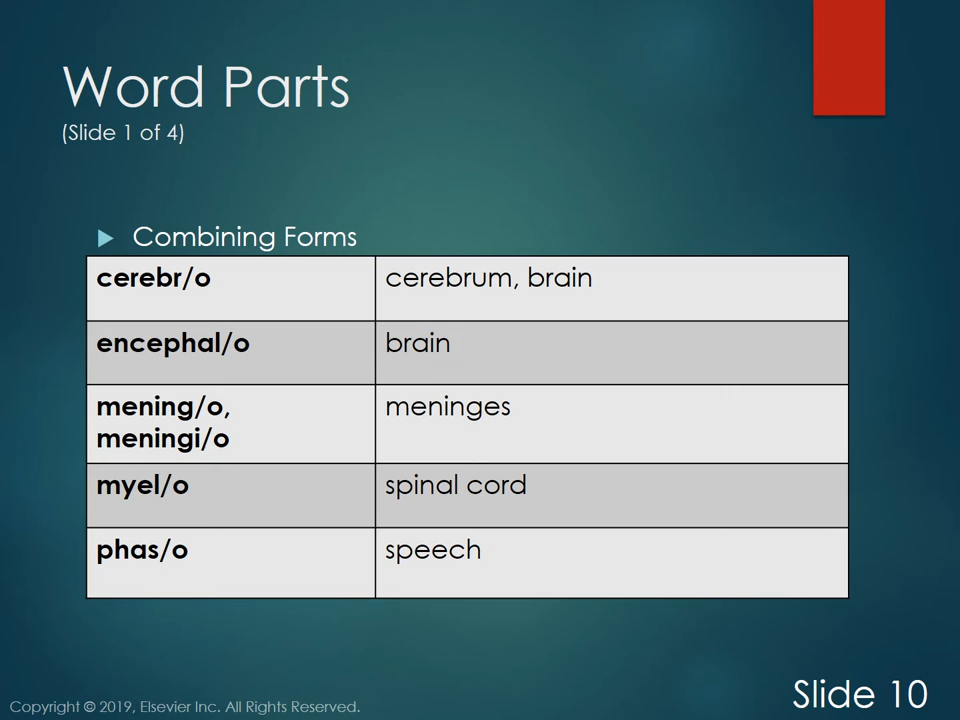 Word Parts
(Slide 1 of 4)
Combining Forms
cerebr/o cerebrum, brain
encephal/o brain
mening/o, meninges
meningi/o
myel/o spinal cord
phas/o speech
Slide 10
Copyright © 2019, Elsevier Inc. All Rights Reserved.